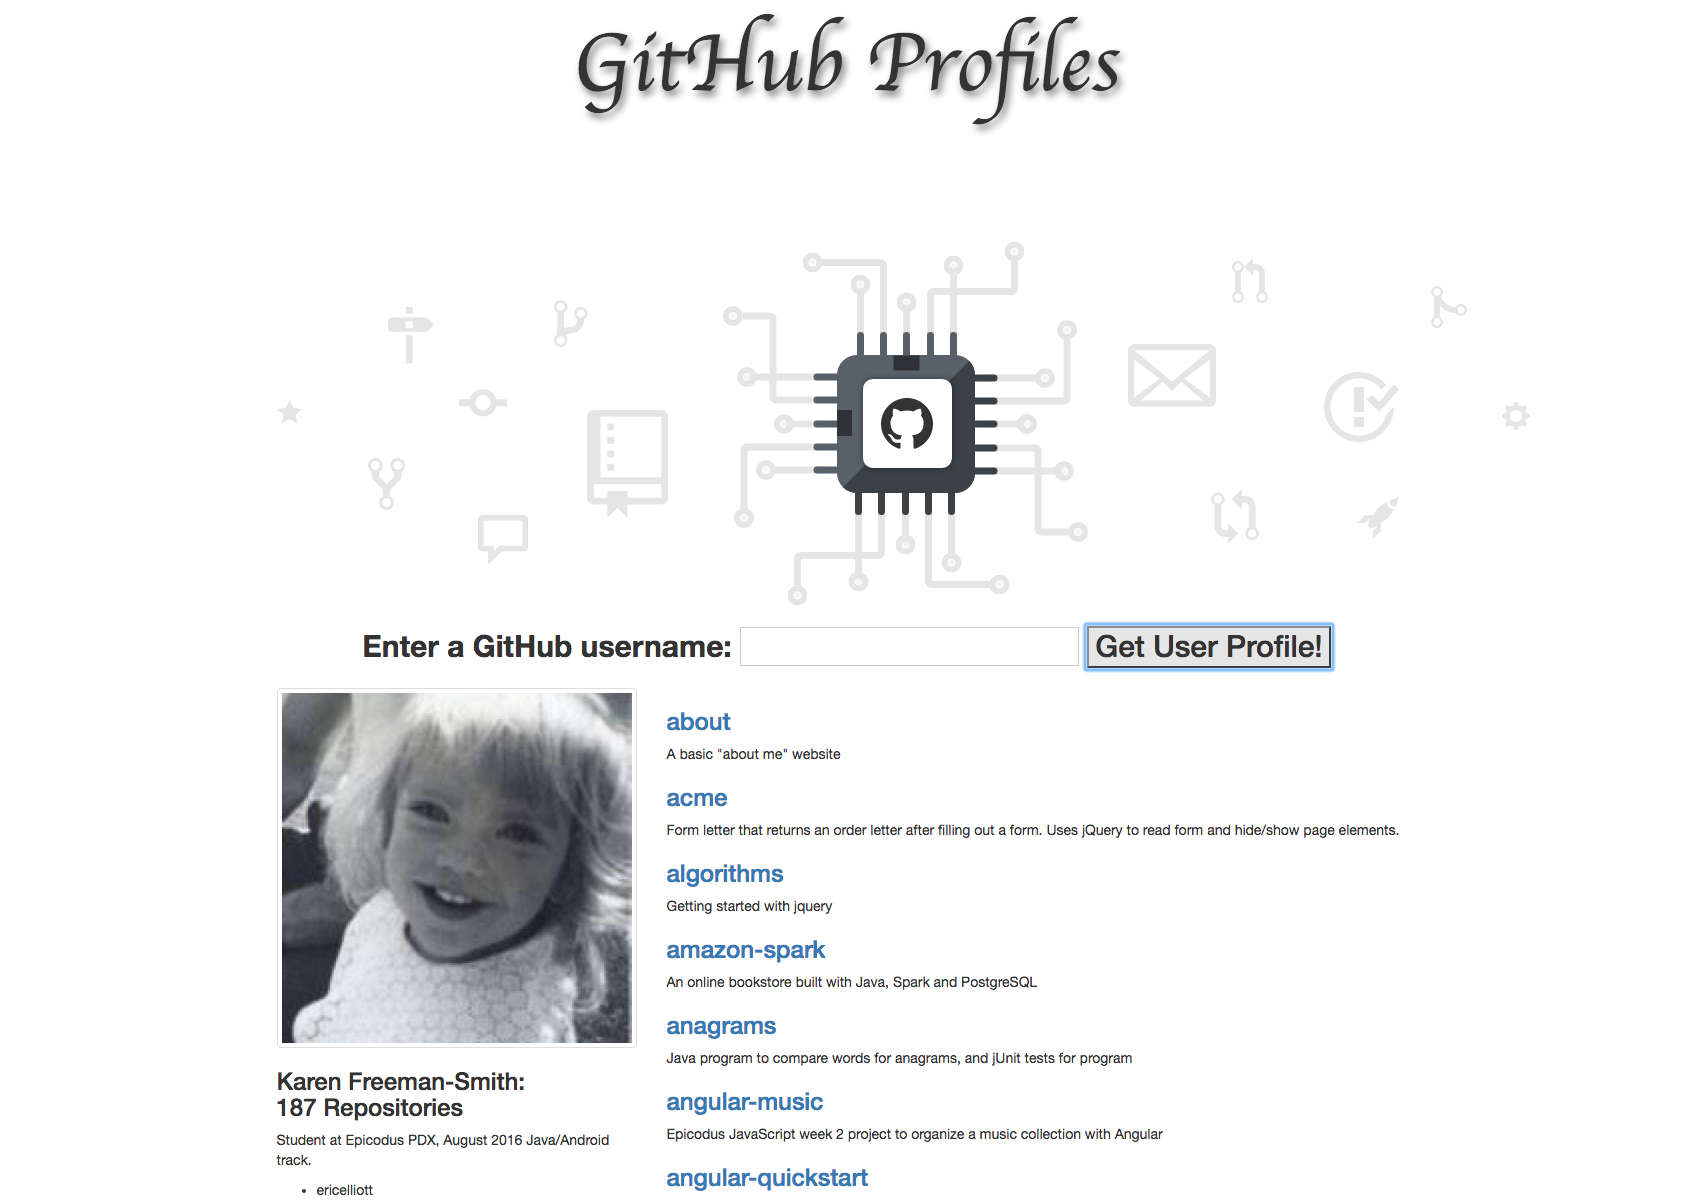 GitHub Profiles
Enter a GitHub username: Get User Profile!
Karen Freeman-Smith:
187 Repositories
Student at Epicodus PDX, August 2016 Java/Android
track.
• ericelliott
about
A basic "about me" website
acme
Form letter that returns an order letter after filling out a form. Uses jQuery to read form and hide/show page elements.
algorithms
Getting started with jquery
amazon-spark
An online bookstore built with Java, Spark and PostgreSQL
anagrams
Java program to compare words for anagrams, and jUnit tests for program
angular-music
Epicodus JavaScript week 2 project to organize a music collection with Angular
angular-quickstart